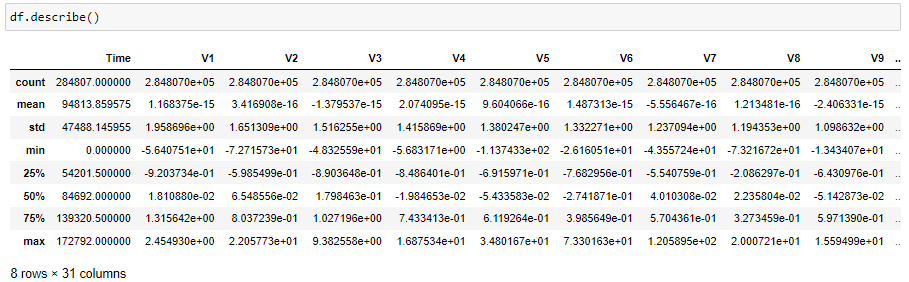 df.describe()
Time V1 V2 V3 V4 V5 V6 V7 V8 V9 ..
count 284807.000000 2.848070e+05 2.848070e+05 2.848070e+05 2.848070e+05 2.848070e+05 2.848070e+05 2.848070e+05 2.848070e+05 2.848070e+05 ..
mean 94813.859575 1.168375e-15 3.416908e-16 -1.379537e-15 2.074095e-15 9.604066e-16 1.487313e-15 -5.556467e-16 1.213481e-16 -2.406331e-15 ..
std 47488.145955 1.958696e+00 1.651309e+00 1.516255e+00 1.415869e+00 1.380247e+00 1.332271e+00 1.237094e+00 1.194353e+00 1.098632e+00 ..
min 0.000000 -5.640751e+01 -7.271573e+01 -4.832559e+01 -5.683171e+00 -1.137433e+02 -2.616051e+01 -4.355724e+01 -7.321672e+01 -1.343407e+01 ..
25% 54201.500000 -9.203734e-01 -5.985499e-01 -8.903648e-01 -8.486401e-01 -6.915971e-01 -7.682956e-01 -5.540759e-01 -2.086297e-01 -6.430976e-01 ..
50% 84692.000000 1.810880e-02 6.548556e-02 1.798463e-01 -1.984653e-02 -5.433583e-02 -2.741871e-01 4.010308e-02 2.235804e-02 -5.142873e-02 ..
75% 139320.500000 1.315642e+00 8.037239e-01 1.027196e+00 7.433413e-01 6.119264e-01 3.985649e-01 5.704361e-01 3.273459e-01 5.971390e-01 ..
max 172792.000000 2.454930e+00 2.205773e+01 9.382558e+00 1.687534e+01 3.480167e+01 7.330163e+01 1.205895e+02 2.000721e+01 1.559499e+01 ..
8 rows × 31 columns